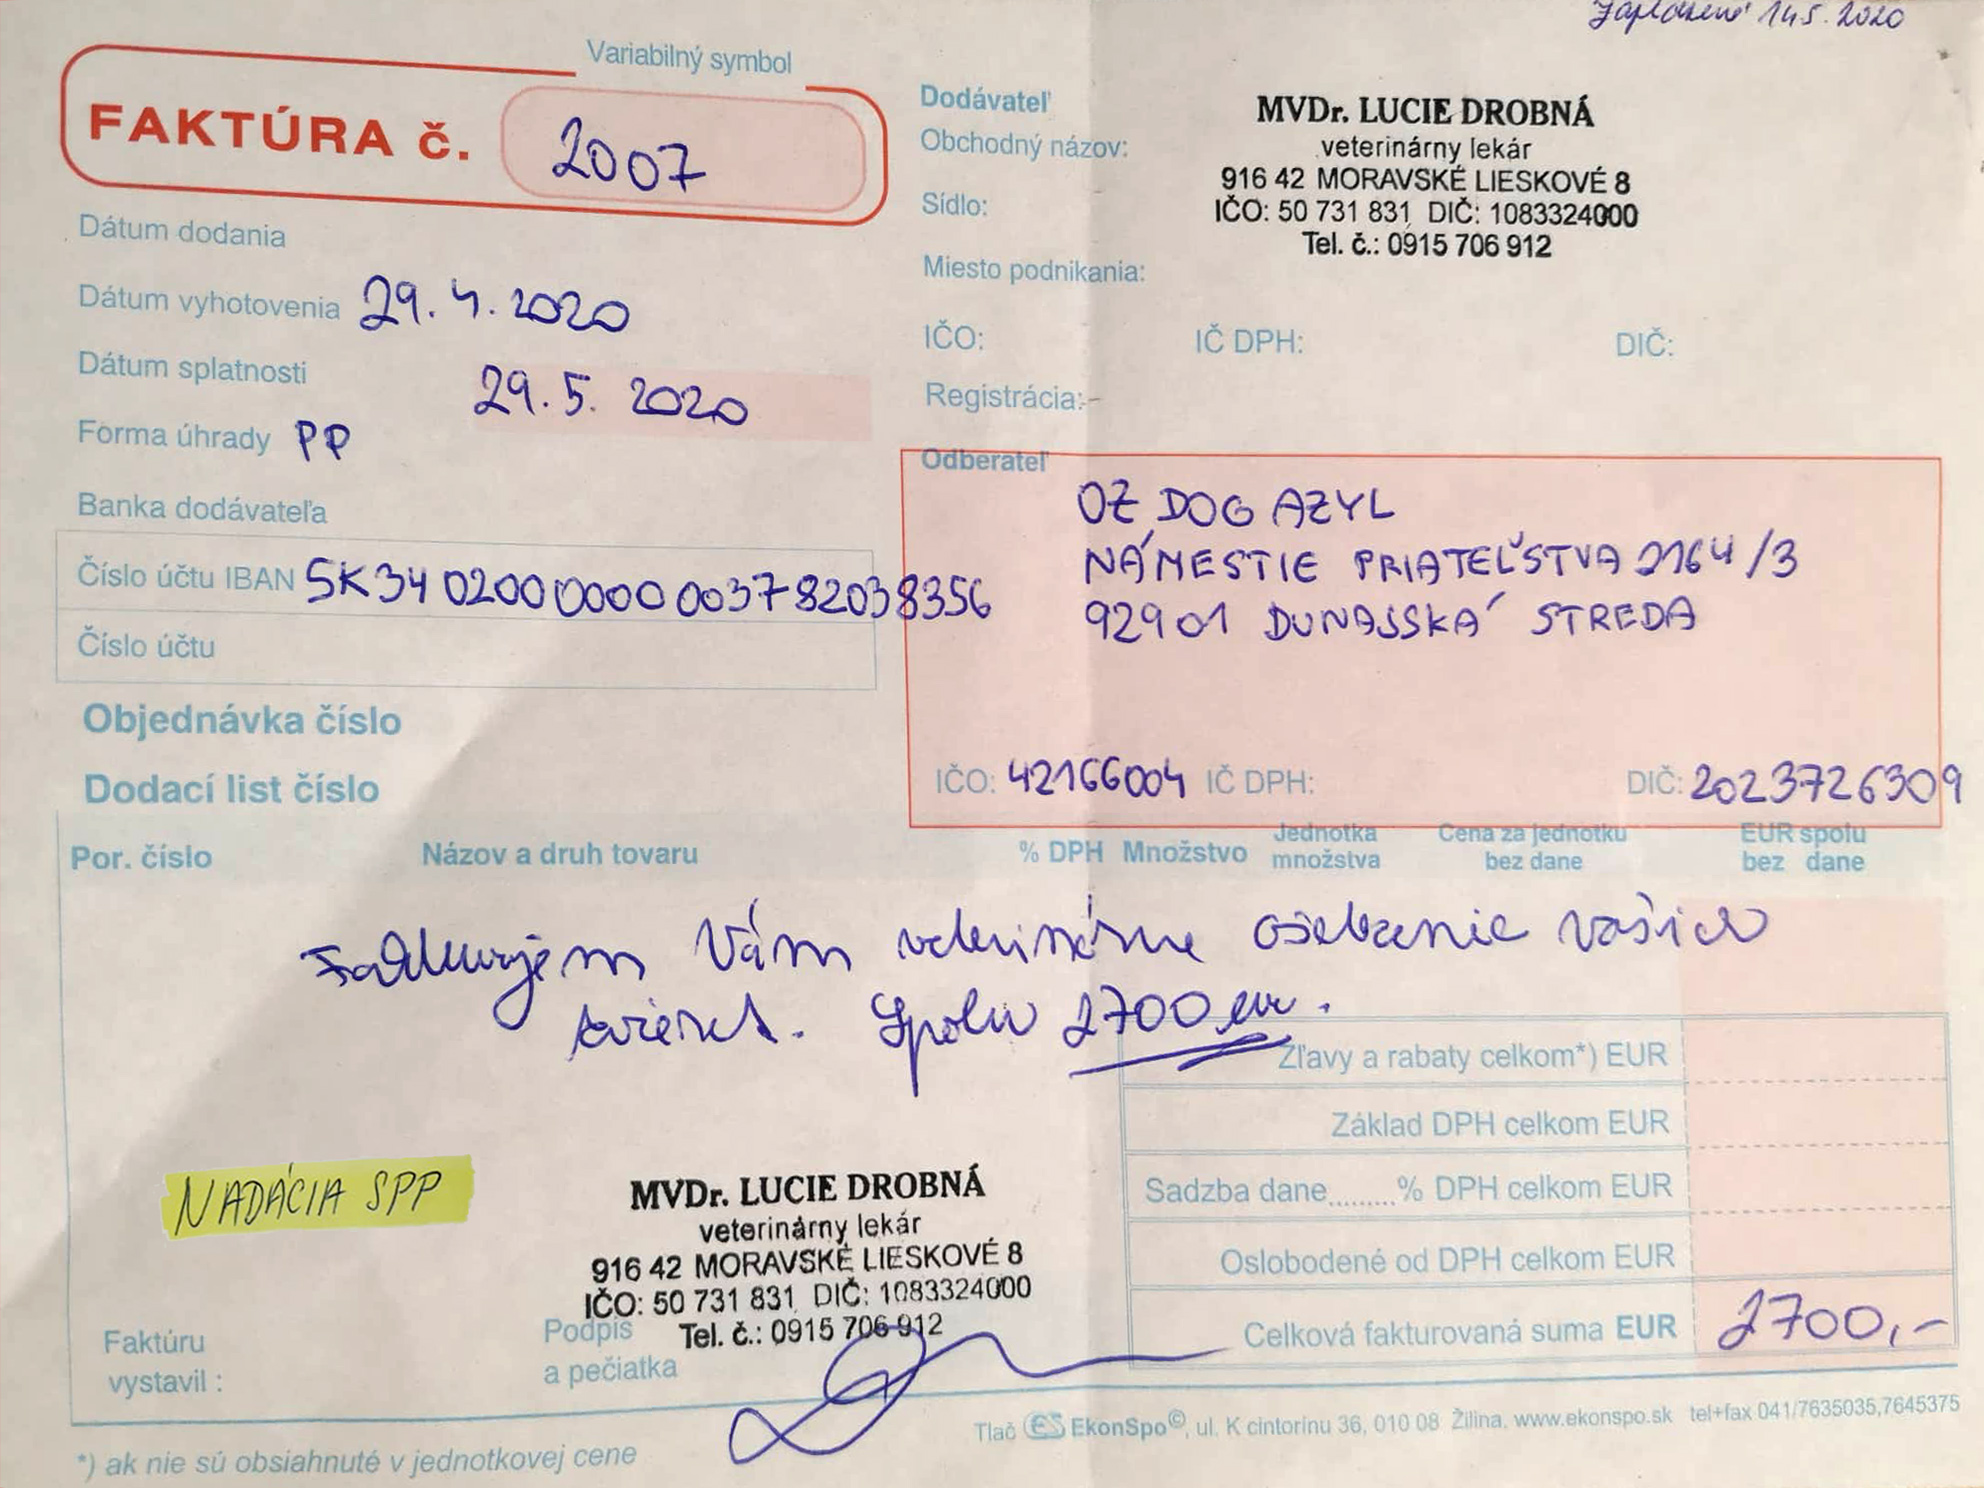 Zaplatené 14.5.2020
Variabilný symbol
FAKTÚRA č. 2007
Dátum dodania
Dátum vyhotovenia 29.4.2020
Dátum splatnosti 29.5.2020
Forma úhrady PP
Banka dodávateľa
Číslo účtu IBAN SK34 0200 0000 0037 8203 8356
Číslo účtu
Objednávka číslo
Dodací list číslo
Dodávateľ
Obchodný názov:
Sídlo:
Miesto podnikania:
MVDr. LUCIE DROBNÁ
veterinárny lekár
916 42 MORAVSKÉ LIESKOVÉ 8
IČO: 50 731 831 DIČ: 1083324000
Tel. č.: 0915 706 912
IČO: IČ DPH: DIČ:
Registrácia:-
Odberateľ
OZ DOG AZYL
NÁMESTIE PRIATEĽSTVA 2164/3
92901 DUNAJSKÁ STREDA
IČO: 42166004 IČ DPH: DIČ: 2023726309
Por. číslo Názov a druh tovaru % DPH Množstvo Jednotka množstva Cena za jednotku bez dane EUR spolu bez dane
Fakturujem Vám veterinárne ošetrenie vašich
zvierat. Spolu 2700 eur.
Zľavy a rabaty celkom*) EUR
Základ DPH celkom EUR
Sadzba dane.........% DPH celkom EUR
Oslobodené od DPH celkom EUR
Celková fakturovaná suma EUR 2700,-
NADÁCIA SPP
MVDr. LUCIE DROBNÁ
veterinárny lekár
916 42 MORAVSKÉ LIESKOVÉ 8
IČO: 50 731 831 DIČ: 1083324000
Tel. č.: 0915 706 912
Faktúru
vystavil :
Podpis
a pečiatka
Tlač ES EkonSpo©, ul. K cintorínu 36, 010 08 Žilina, www.ekonspo.sk tel+fax 041/7635035,7645375
*) ak nie sú obsiahnuté v jednotkovej cene